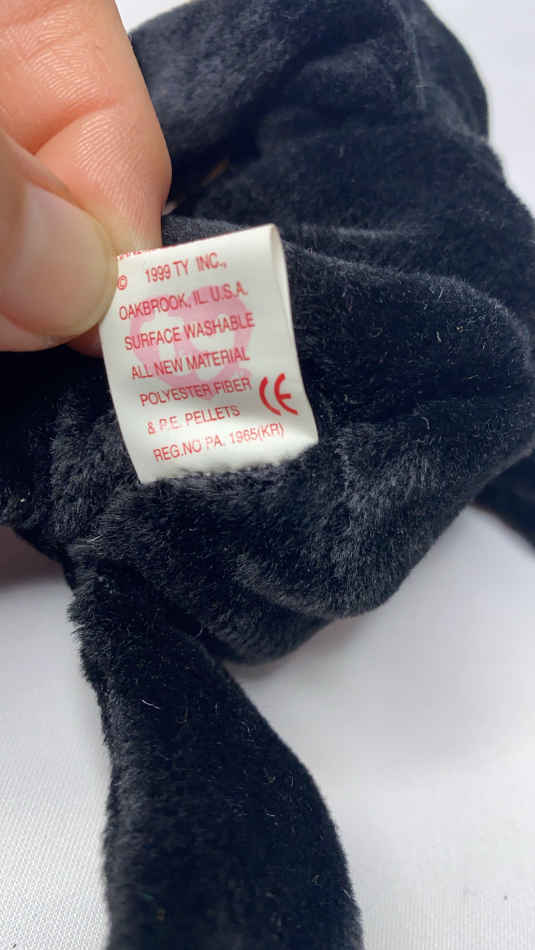 © 1999 TY INC.,
OAKBROOK, IL U.S.A.
SURFACE WASHABLE
ALL NEW MATERIAL
POLYESTER FIBER
& P.E. PELLETS CE
REG.NO PA. 1965(KR)